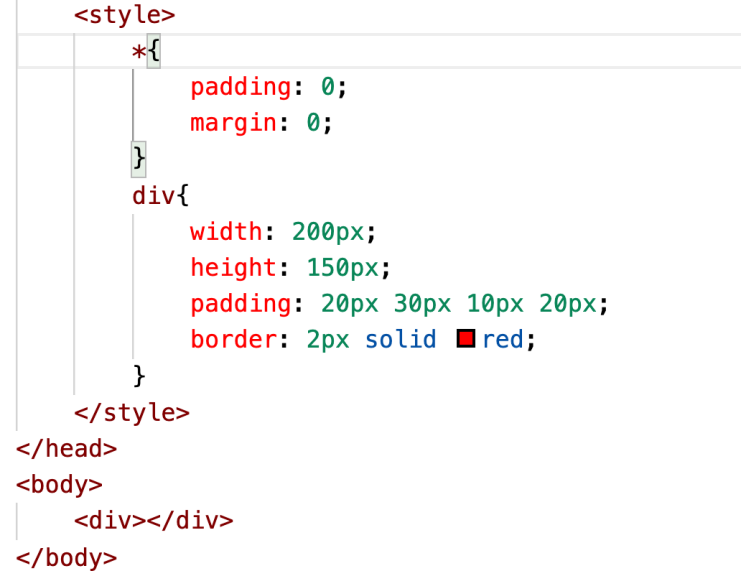 <style>
*{
padding: 0;
margin: 0;
}
div{
width: 200px;
height: 150px;
padding: 20px 30px 10px 20px;
border: 2px solid red;
}
</style>
</head>
<body>
<div></div>
</body>